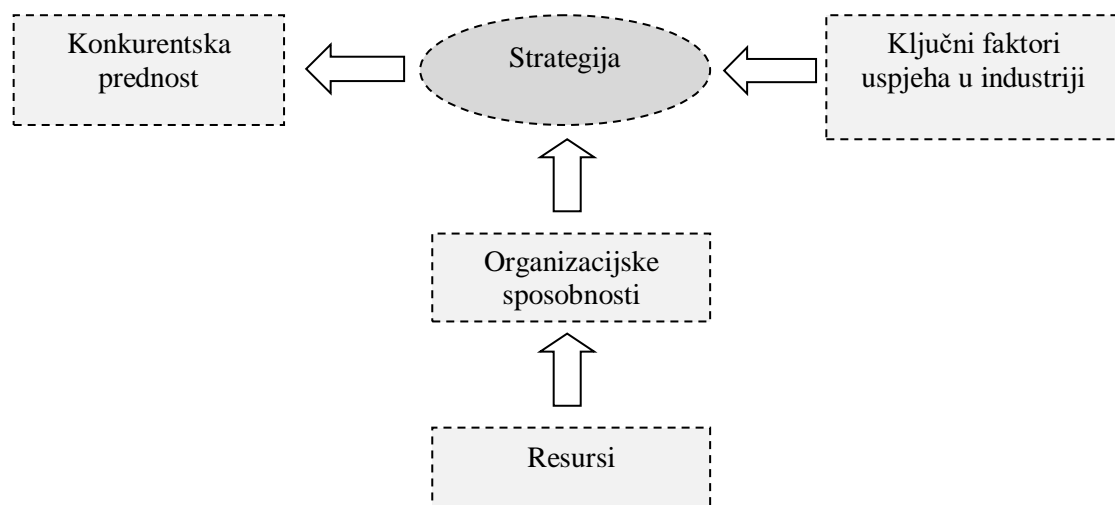 Konkurentska
prednost
Strategija
Ključni faktori
uspjeha u industriji
Organizacijske
sposobnosti
Resursi